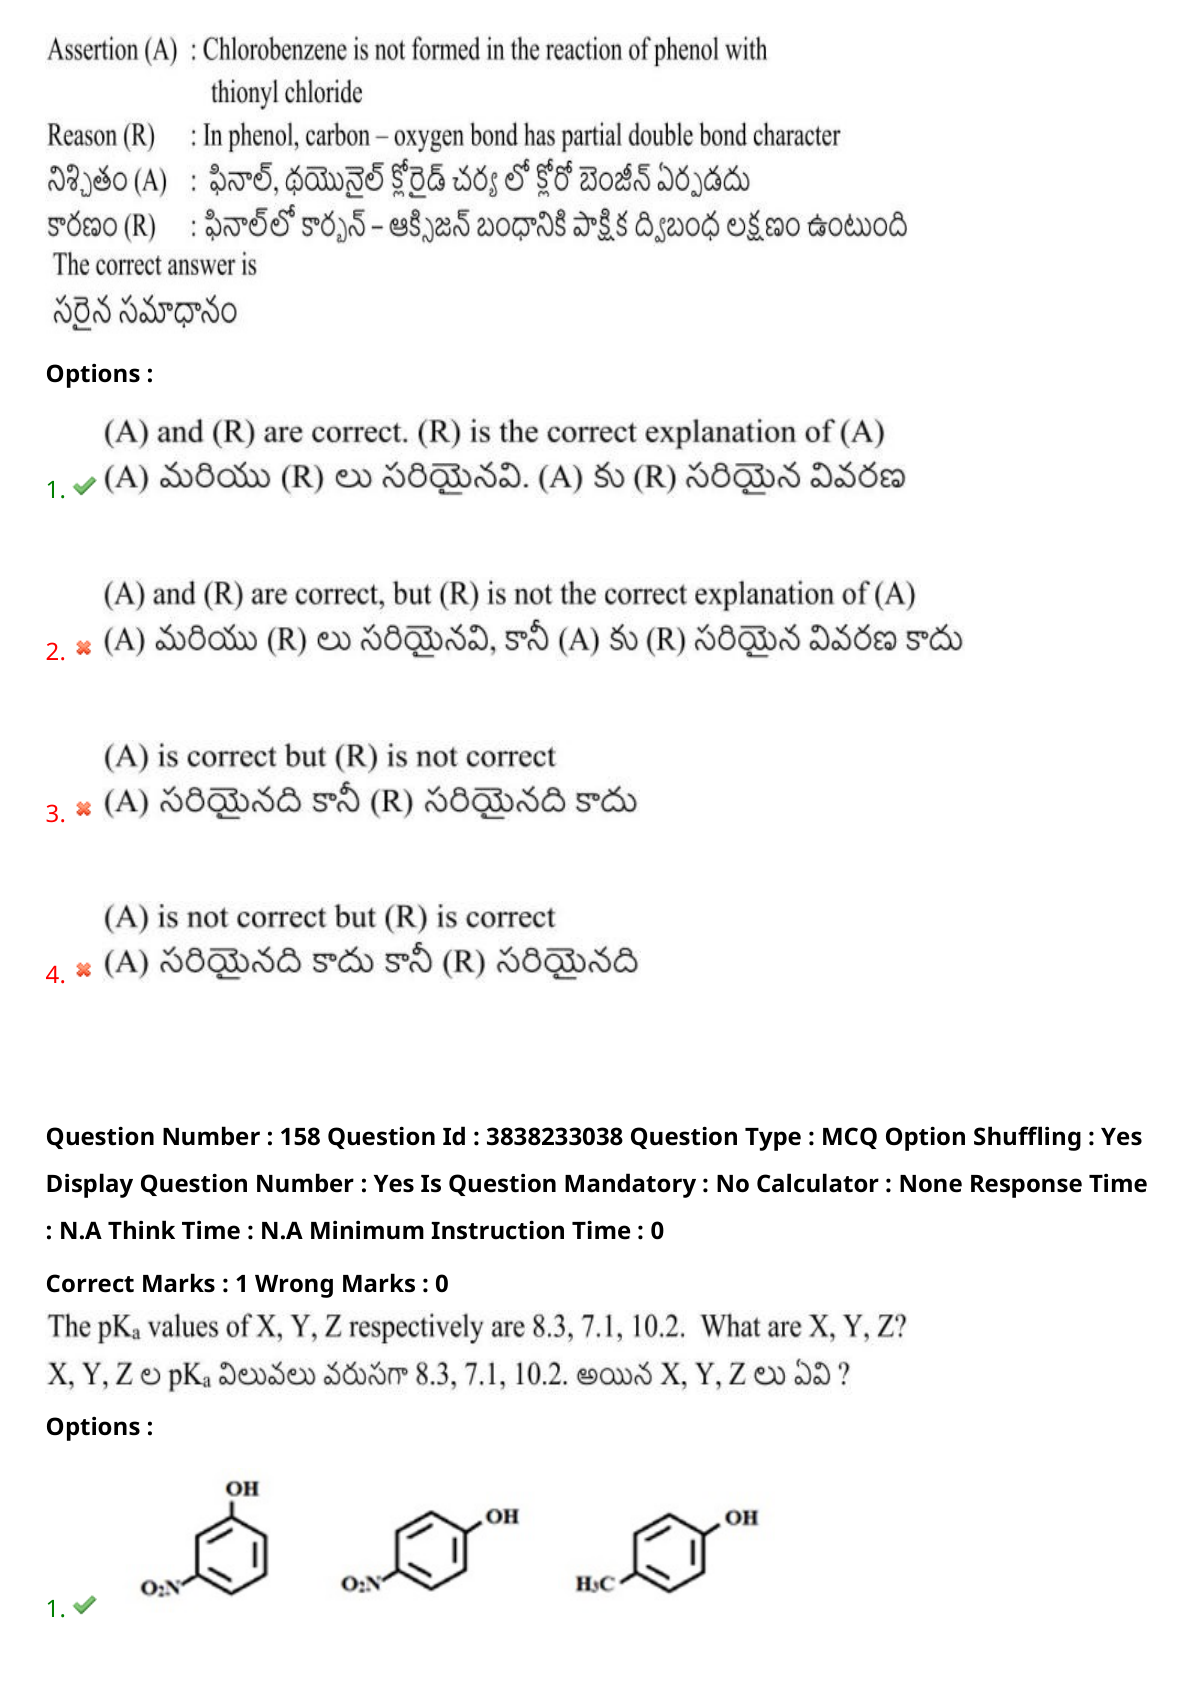 Assertion (A) : Chlorobenzene is not formed in the reaction of phenol with
thionyl chloride
Reason (R) : In phenol, carbon – oxygen bond has partial double bond character
నిశ్చితం (A) : ఫినాల్, థయొనైల్ క్లోరైడ్ చర్య లో క్లోరో బెంజీన్ ఏర్పడదు
కారణం (R) : ఫినాల్‌లో కార్బన్ – ఆక్సిజన్ బంధానికి పాక్షిక ద్విబంధ లక్షణం ఉంటుంది
The correct answer is
సరైన సమాధానం
Options :
(A) and (R) are correct. (R) is the correct explanation of (A)
1. (A) మరియు (R) లు సరియైనవి. (A) కు (R) సరియైన వివరణ
(A) and (R) are correct, but (R) is not the correct explanation of (A)
2. (A) మరియు (R) లు సరియైనవి, కానీ (A) కు (R) సరియైన వివరణ కాదు
(A) is correct but (R) is not correct
3. (A) సరియైనది కానీ (R) సరియైనది కాదు
(A) is not correct but (R) is correct
4. (A) సరియైనది కాదు కానీ (R) సరియైనది
Question Number : 158 Question Id : 3838233038 Question Type : MCQ Option Shuffling : Yes
Display Question Number : Yes Is Question Mandatory : No Calculator : None Response Time
: N.A Think Time : N.A Minimum Instruction Time : 0
Correct Marks : 1 Wrong Marks : 0
The pKₐ values of X, Y, Z respectively are 8.3, 7.1, 10.2. What are X, Y, Z?
X, Y, Z ల pKₐ విలువలు వరుసగా 8.3, 7.1, 10.2. అయిన X, Y, Z లు ఏవి ?
Options :
OH OH OH
O₂N O₂N H₃C
1.